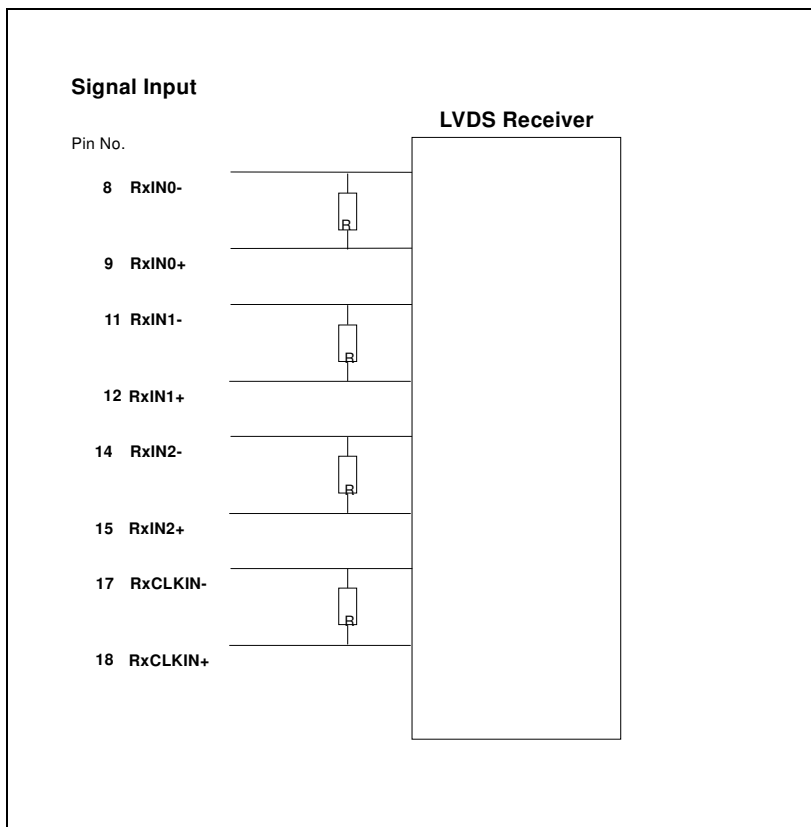 Signal Input
LVDS Receiver
Pin No.
8 RxIN0-
R
9 RxIN0+
11 RxIN1-
R
12 RxIN1+
14 RxIN2-
R
15 RxIN2+
17 RxCLKIN-
R
18 RxCLKIN+